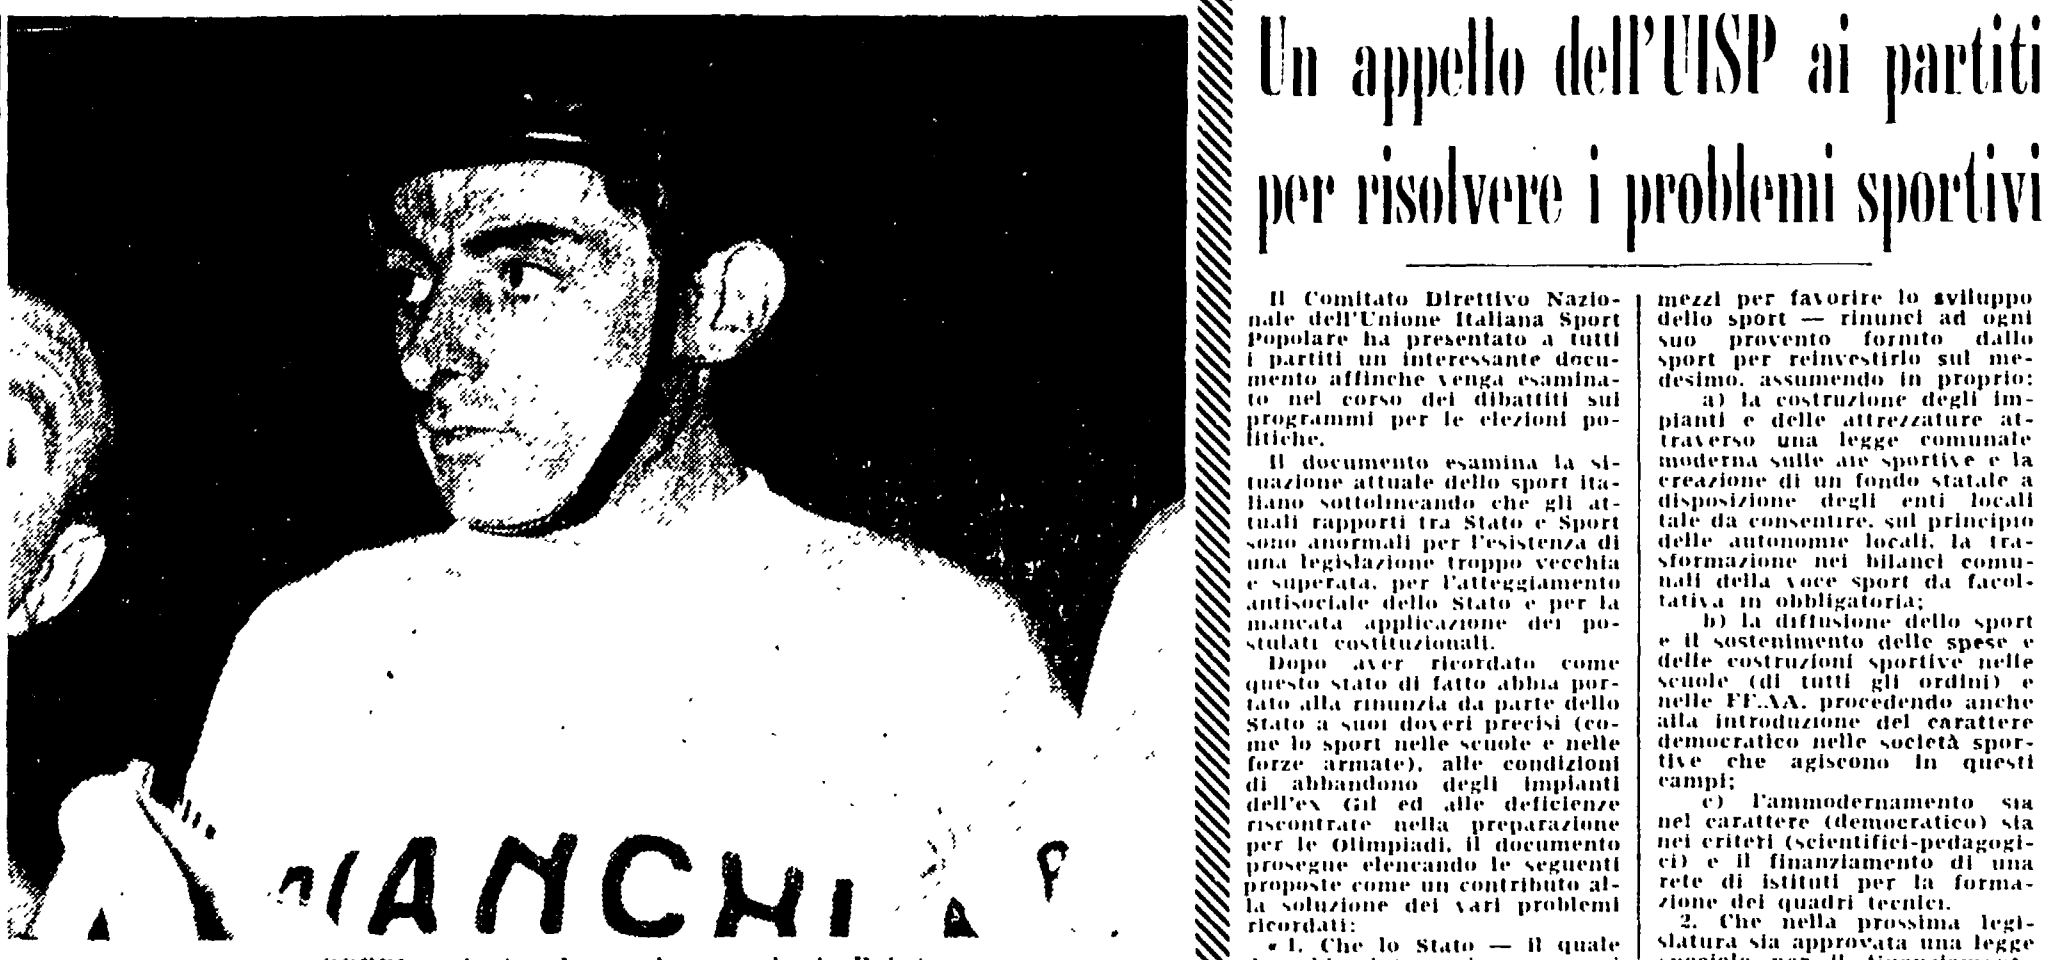 Un appello dell'UISP ai partiti
per risolvere i problemi sportivi
Il Comitato Direttivo Nazio-
nale dell'Unione Italiana Sport
Popolare ha presentato a tutti
i partiti un interessante docu-
mento affinche venga esamina-
to nel corso dei dibattiti sui
programmi per le elezioni po-
litiche.
Il documento esamina la si-
tuazione attuale dello sport ita-
liano sottolineando che gli at-
tuali rapporti tra Stato e Sport
sono anormali per l'esistenza di
una legislazione troppo vecchia
e superata, per l'atteggiamento
antisociale dello Stato e per la
mancata applicazione dei po-
stulati costituzionali.
Dopo aver ricordato come
questo stato di fatto abbia por-
tato alla rinunzia da parte dello
Stato a suoi doveri precisi (co-
me lo sport nelle scuole e nelle
forze armate), alle condizioni
di abbandono degli impianti
dell'ex Gil ed alle deficienze
riscontrate nella preparazione
per le Olimpiadi, il documento
prosegue elencando le seguenti
proposte come un contributo al-
la soluzione dei vari problemi
ricordati:
« 1. Che lo Stato — il quale
mezzi per favorire lo sviluppo
dello sport — rinunci ad ogni
suo provento fornito dallo
sport per reinvestirlo sul me-
desimo, assumendo in proprio:
a) la costruzione degli im-
pianti e delle attrezzature at-
traverso una legge comunale
moderna sulle aie sportive e la
creazione di un fondo statale a
disposizione degli enti locali
tale da consentire, sul principio
delle autonomie locali, la tra-
sformazione nei bilanci comu-
nali della voce sport da facol-
tativa in obbligatoria;
b) la diffusione dello sport
e il sostenimento delle spese e
delle costruzioni sportive nelle
scuole (di tutti gli ordini) e
nelle FF.AA. procedendo anche
alla introduzione del carattere
democratico nelle società spor-
tive che agiscono in questi
campi;
c) l'ammodernamento sia
nel carattere (democratico) sia
nei criteri (scientifici-pedagogi-
ci) e il finanziamento di una
rete di istituti per la forma-
zione dei quadri tecnici.
2. Che nella prossima legi-
slatura sia approvata una legge
IANCHI